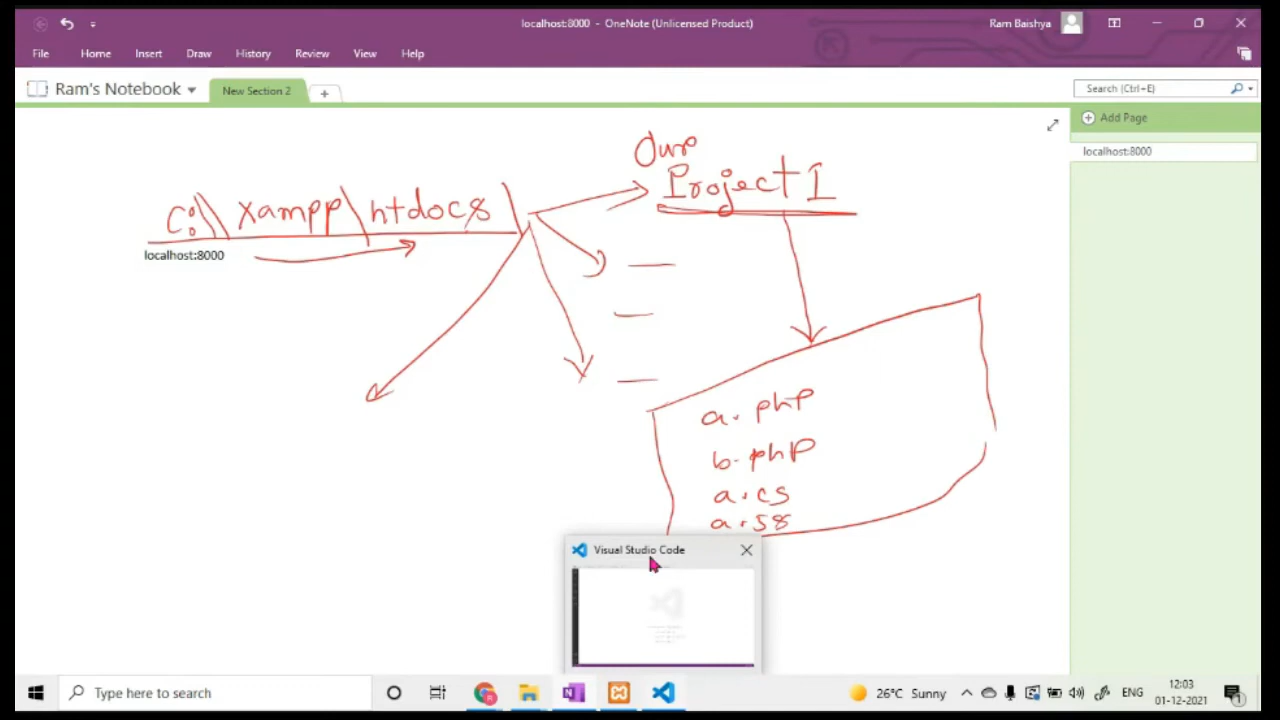 localhost:8000 - OneNote (Unlicensed Product)
Ram Baishya
File Home Insert Draw History Review View Help
Ram's Notebook
New Section 2
Search (Ctrl+E)
Add Page
localhost:8000
Our
Project 1
C:\\xampp\htdocs\
localhost:8000
a.php
b.php
a.cs
Visual Studio Code
Type here to search
26°C Sunny
ENG
12:03
01-12-2021